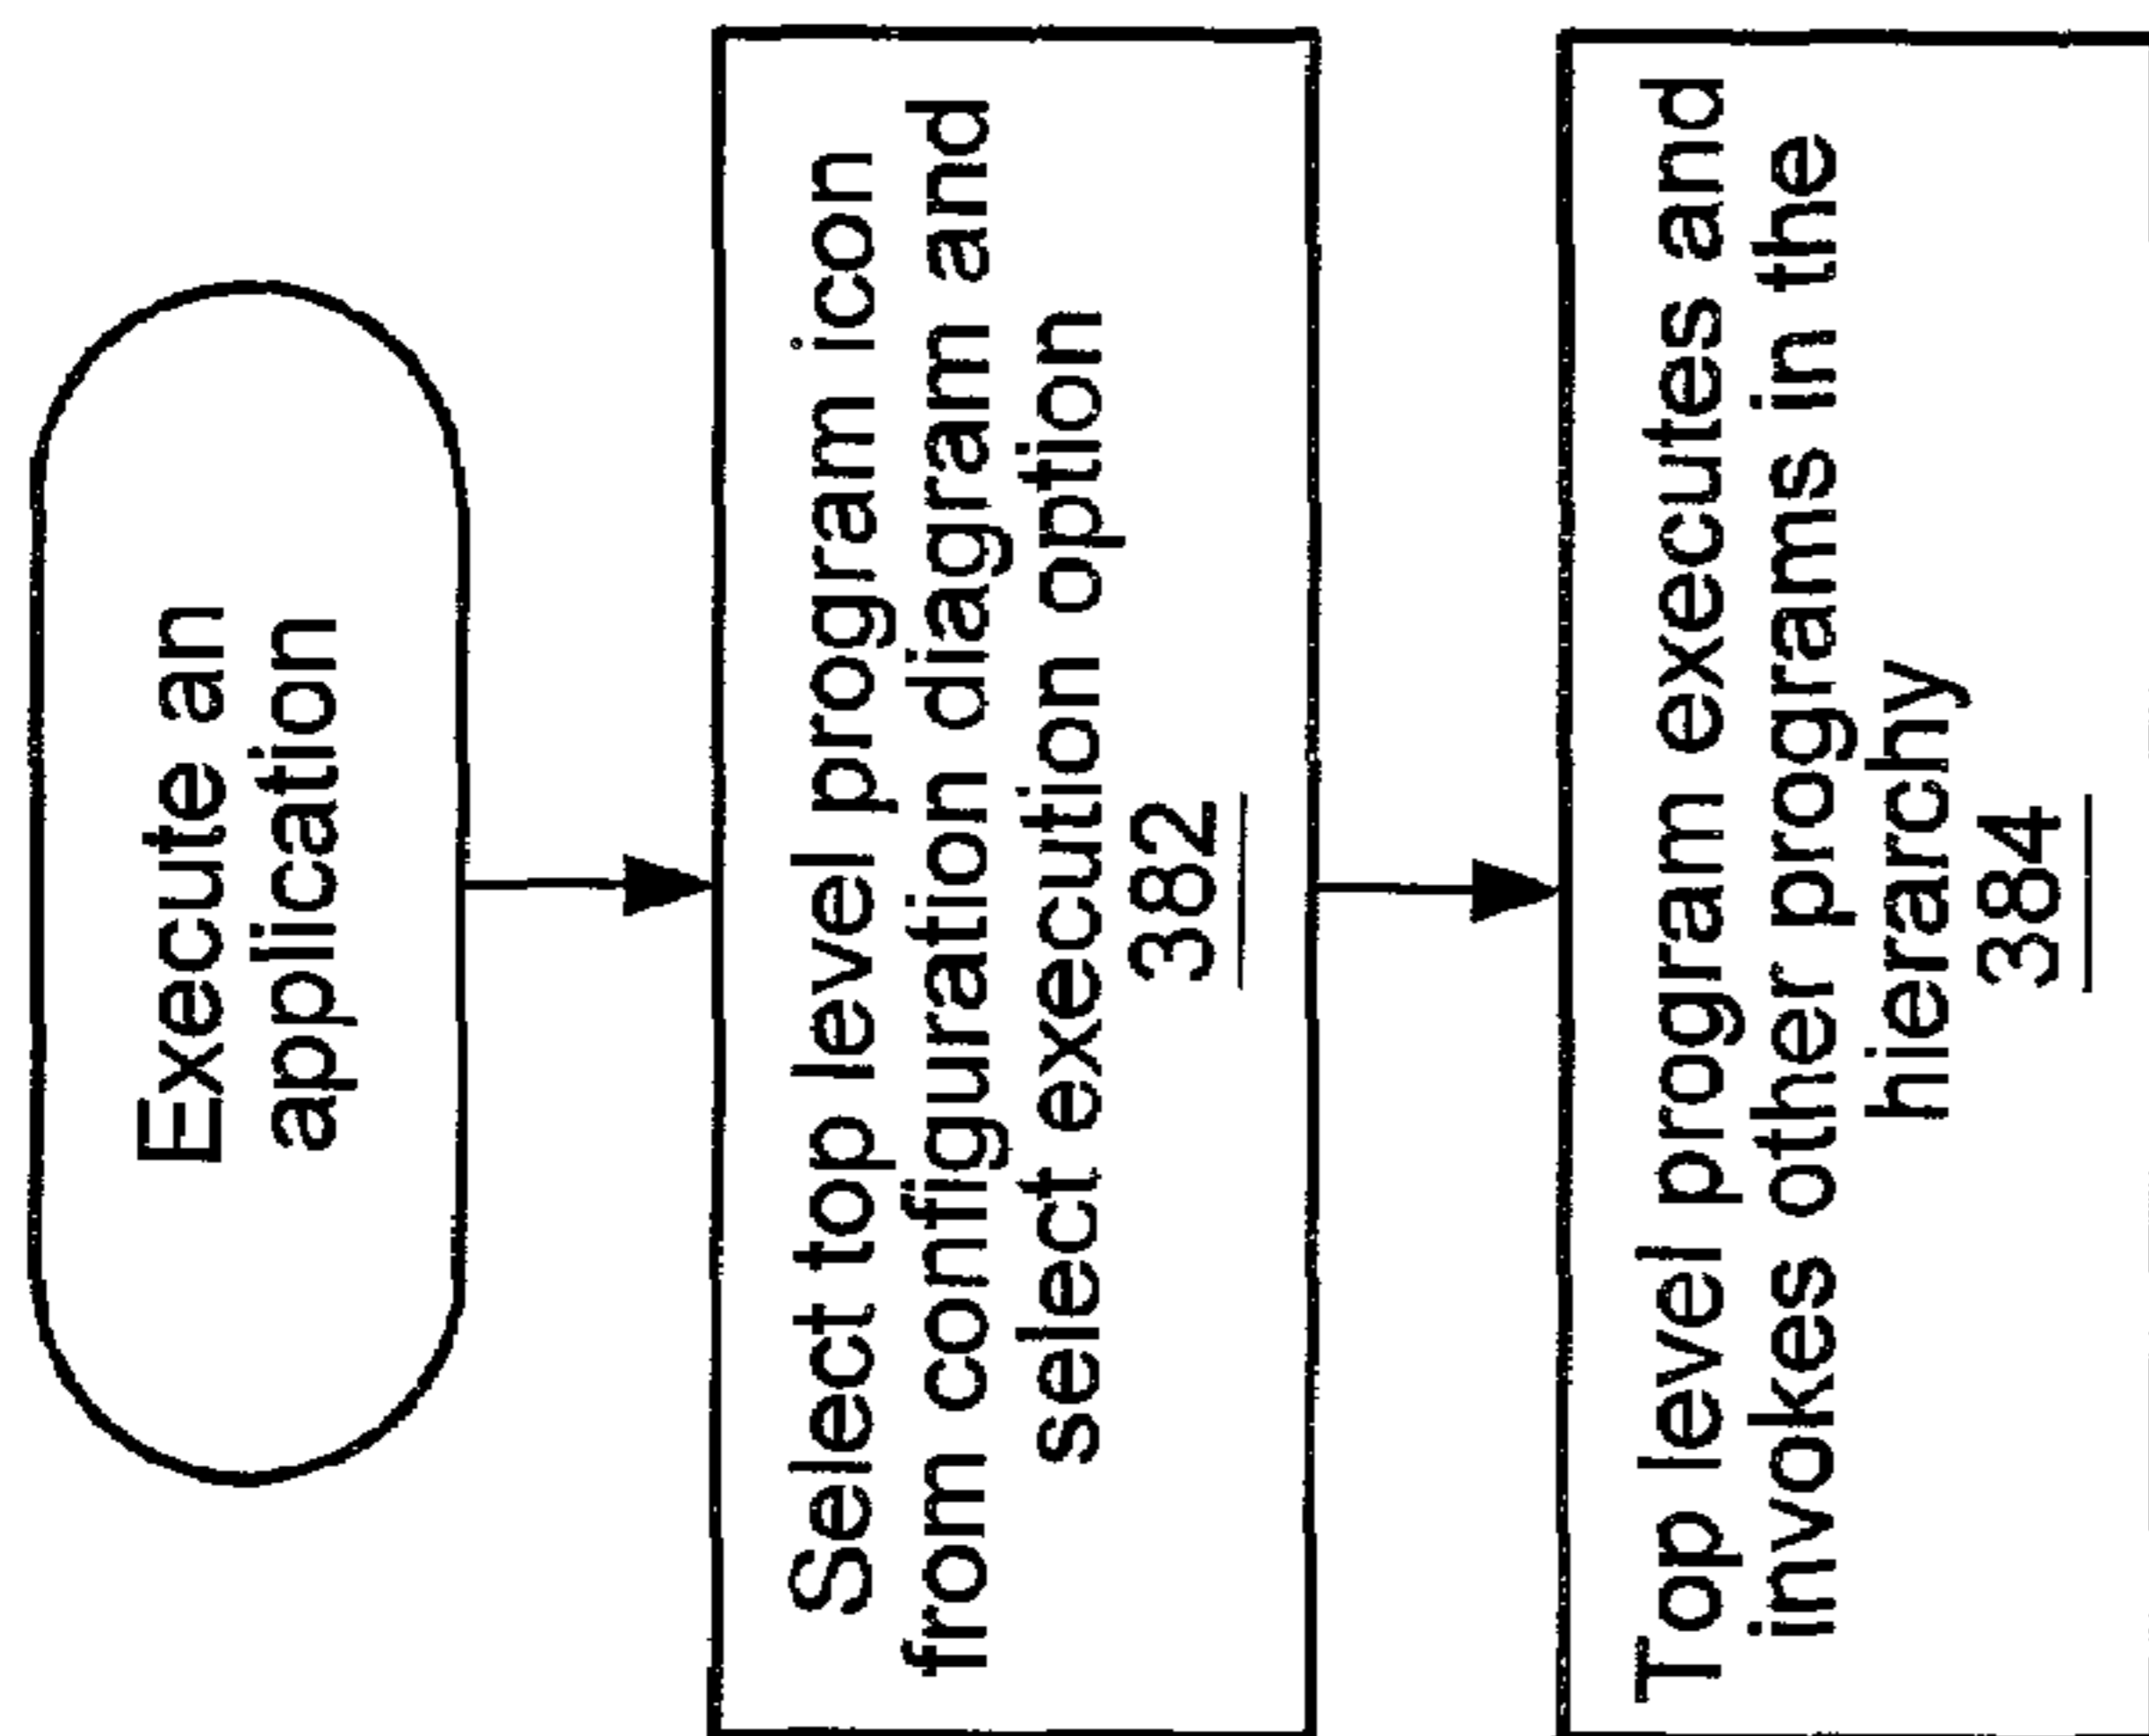 Execute an
application
Select top level program icon
from configuration diagram and
select execution option
382
Top level program executes and
invokes other programs in the
hierarchy
384